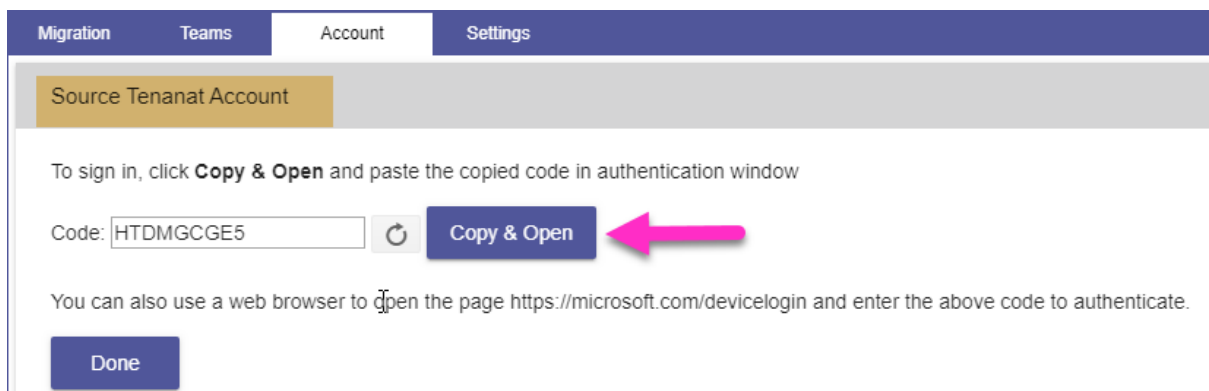 Migration Teams Account Settings
Source Tenanat Account
To sign in, click Copy & Open and paste the copied code in authentication window
Code: HTDMGCGE5 Copy & Open
You can also use a web browser to open the page https://microsoft.com/devicelogin and enter the above code to authenticate.
Done